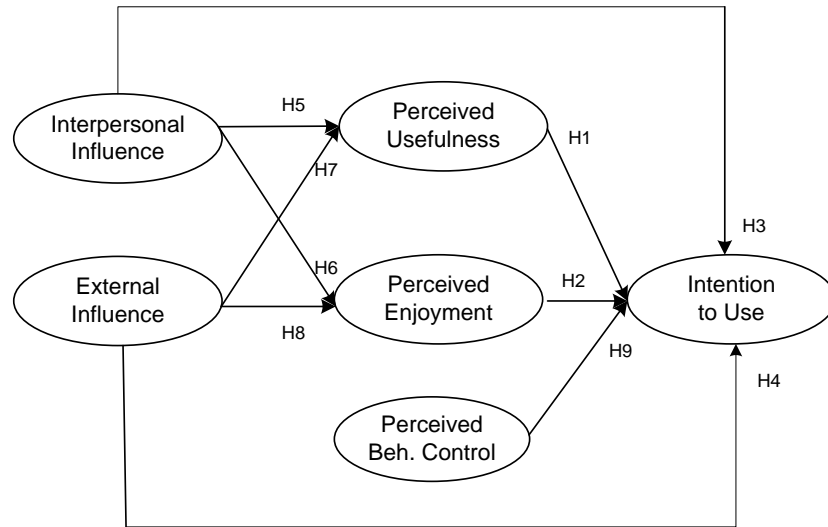 H5
Perceived
Usefulness
H1
Interpersonal
Influence
H7
H3
H6
External
Influence
Perceived
Enjoyment
H2
Intention
to Use
H8
H9
H4
Perceived
Beh. Control